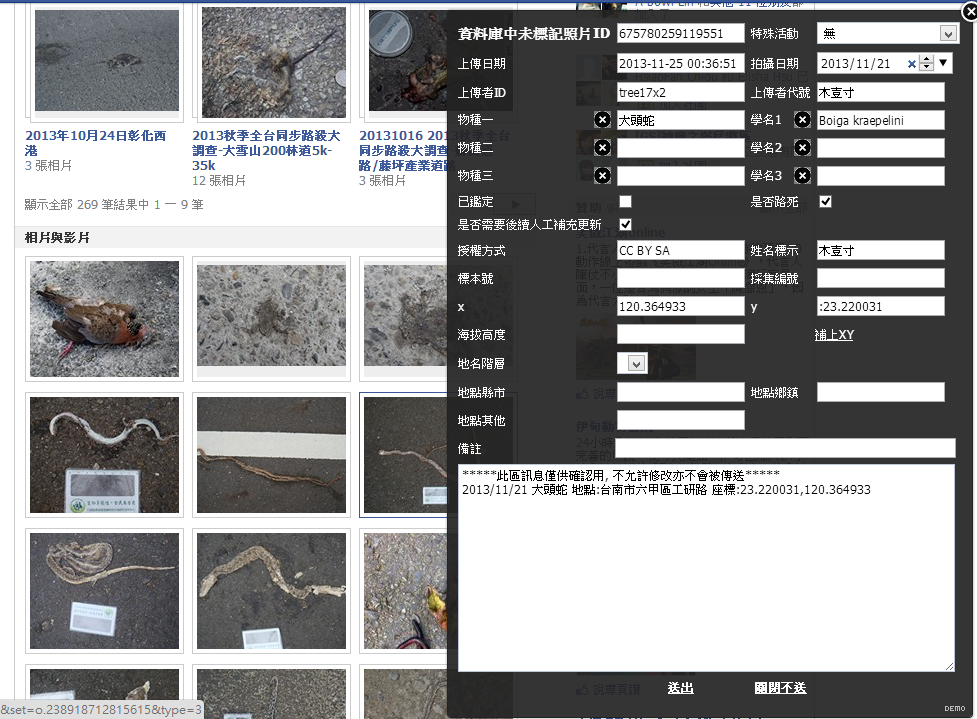 2013年10月24日彰化西港
3 張相片
2013秋季全台同步路殺大調查-大雪山200林道5k-35k
12 張相片
20131016 2013秋季全台
同步路殺大調查
路/藤坪產業道路
3 張相片
顯示全部 269 筆結果中 1 — 9 筆
相片與影片
&set=o.238918712815615&type=3
資料庫中未標記照片ID 675780259119551 特殊活動 無
上傳日期 2013-11-25 00:36:51 拍攝日期 2013/11/21
上傳者ID tree17x2 上傳者代號 木壹寸
物種一 大頭蛇 學名1 Boiga kraepelini
物種二 學名2
物種三 學名3
已鑑定 是否路死
是否需要後續人工補充更新
授權方式 CC BY SA 姓名標示 木壹寸
標本號 採集編號
x 120.364933 y :23.220031
海拔高度 補上XY
地名階層
地點縣市 地點鄉鎮
地點其他
備註
*****此區訊息僅供確認用, 不允許修改亦不會被傳送*****
2013/11/21 大頭蛇 地點:台南市六甲區工研路 座標:23.220031,120.364933
送出 關閉不送
DEMO